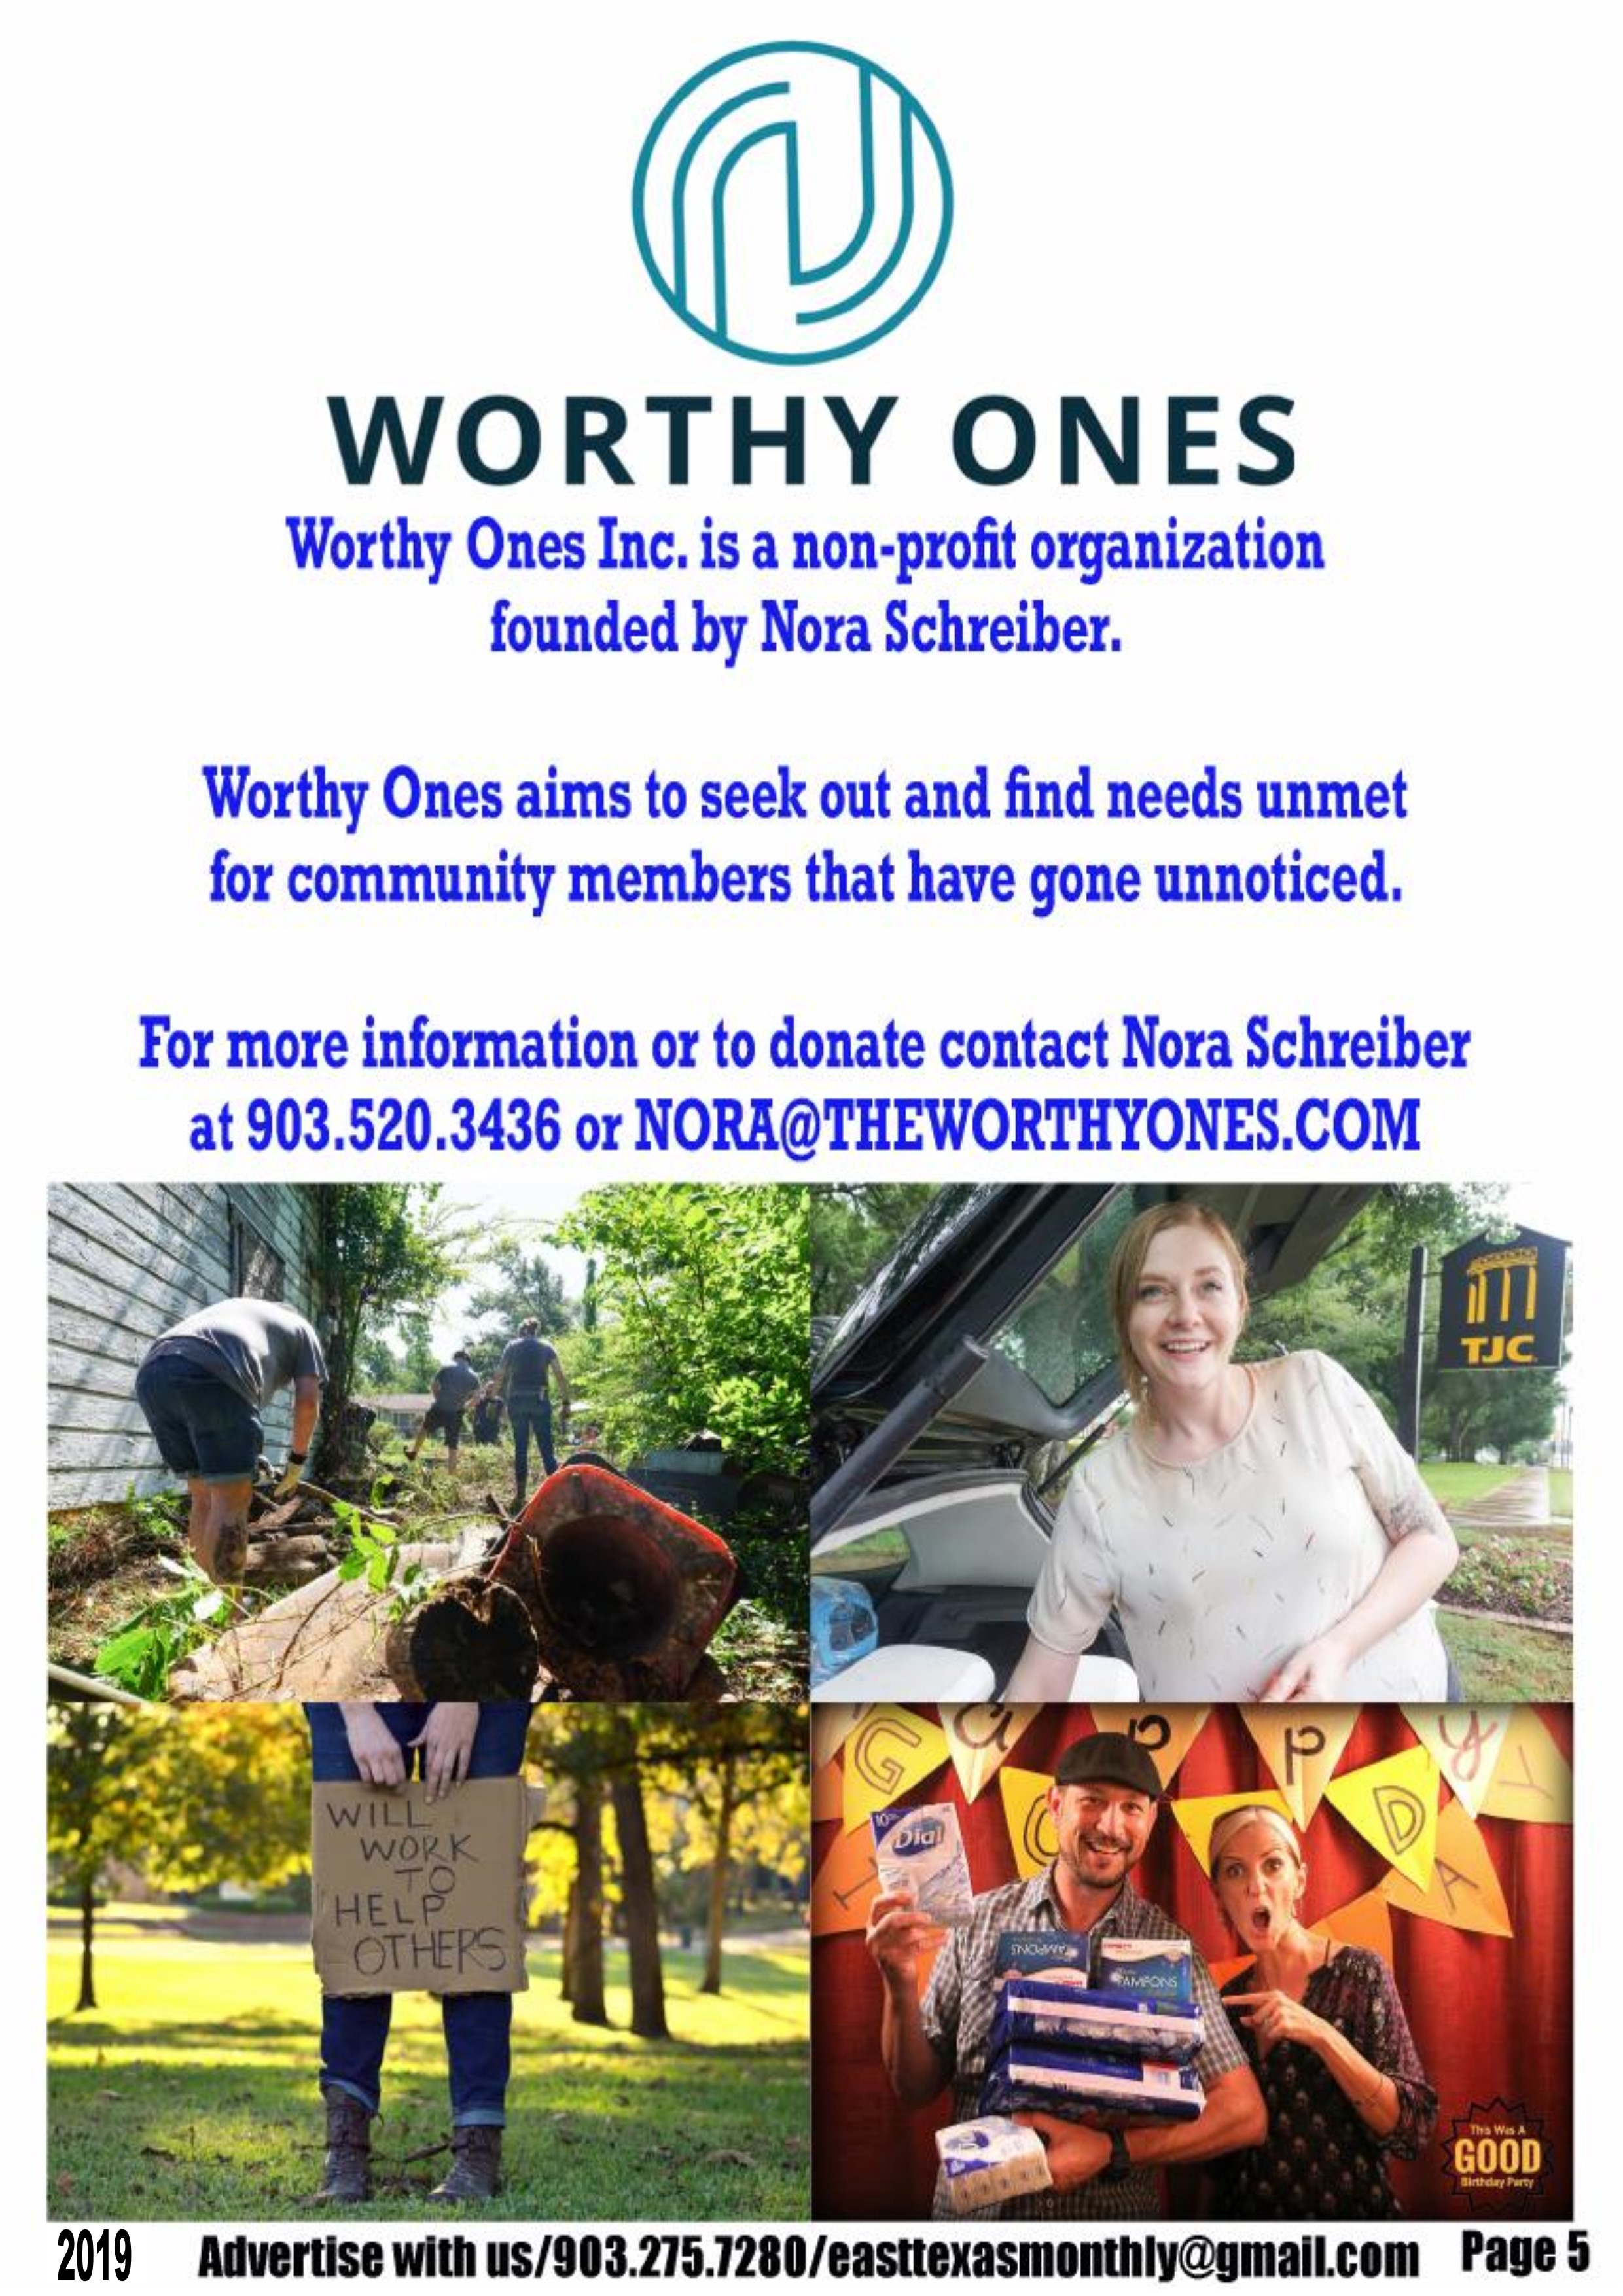 WORTHY ONES
Worthy Ones Inc. is a non-profit organization
founded by Nora Schreiber.
Worthy Ones aims to seek out and find needs unmet
for community members that have gone unnoticed.
For more information or to donate contact Nora Schreiber
at 903.520.3436 or NORA@THEWORTHYONES.COM
TJC
WILL
WORK
TO
HELP
OTHERS
G a p p y
D
A
Y
10
Dial
TAMPONS
TAMPONS
This Was A
GOOD
Birthday Party
2019
Advertise with us/903.275.7280/easttexasmonthly@gmail.com
Page 5